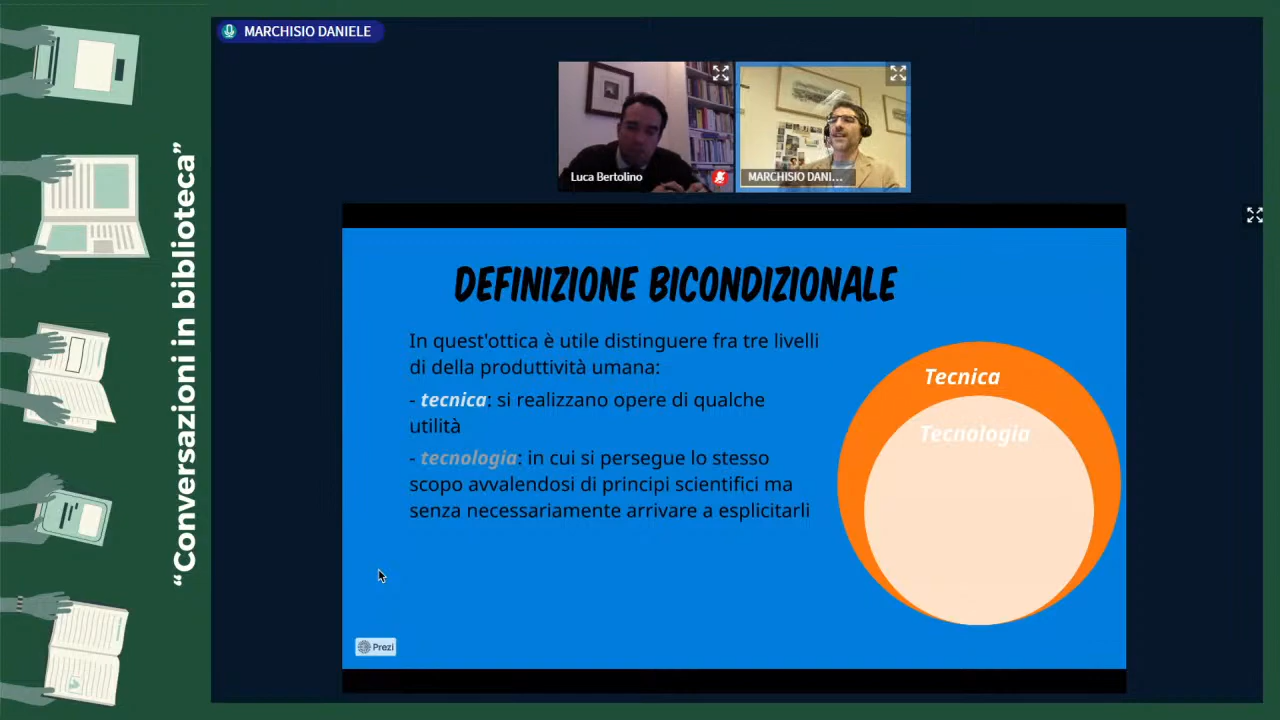 “Conversazioni in biblioteca”
MARCHISIO DANIELE
Luca Bertolino
MARCHISIO DANI...
DEFINIZIONE BICONDIZIONALE
In quest'ottica è utile distinguere fra tre livelli
di della produttività umana:
- tecnica: si realizzano opere di qualche
utilità
- tecnologia: in cui si persegue lo stesso
scopo avvalendosi di principi scientifici ma
senza necessariamente arrivare a esplicitarli
Tecnica
Tecnologia
Prezi